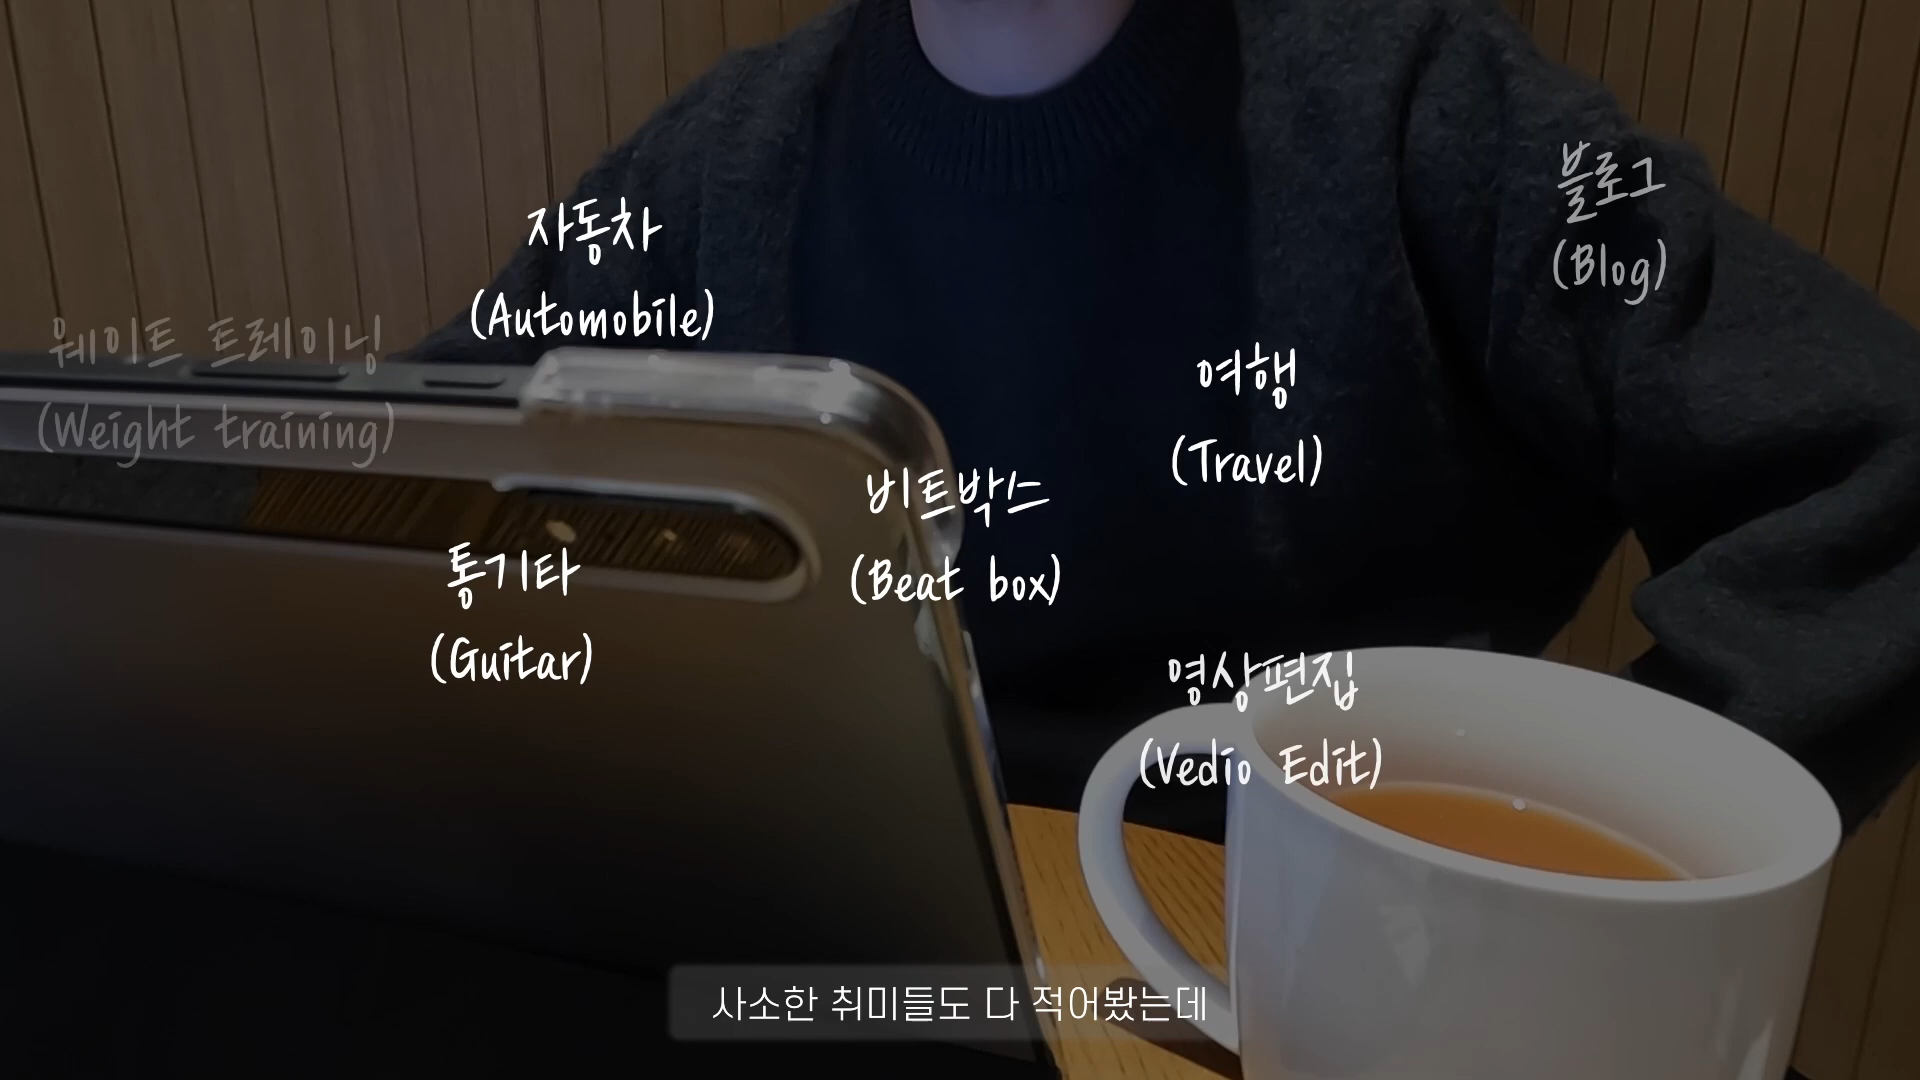 블로그
(Blog)
자동차
(Automobile)
웨이트 트레이닝
(Weight training)
여행
(Travel)
비트박스
(Beat box)
통기타
(Guitar)
영상편집
(Vedio Edit)
사소한 취미들도 다 적어봤는데